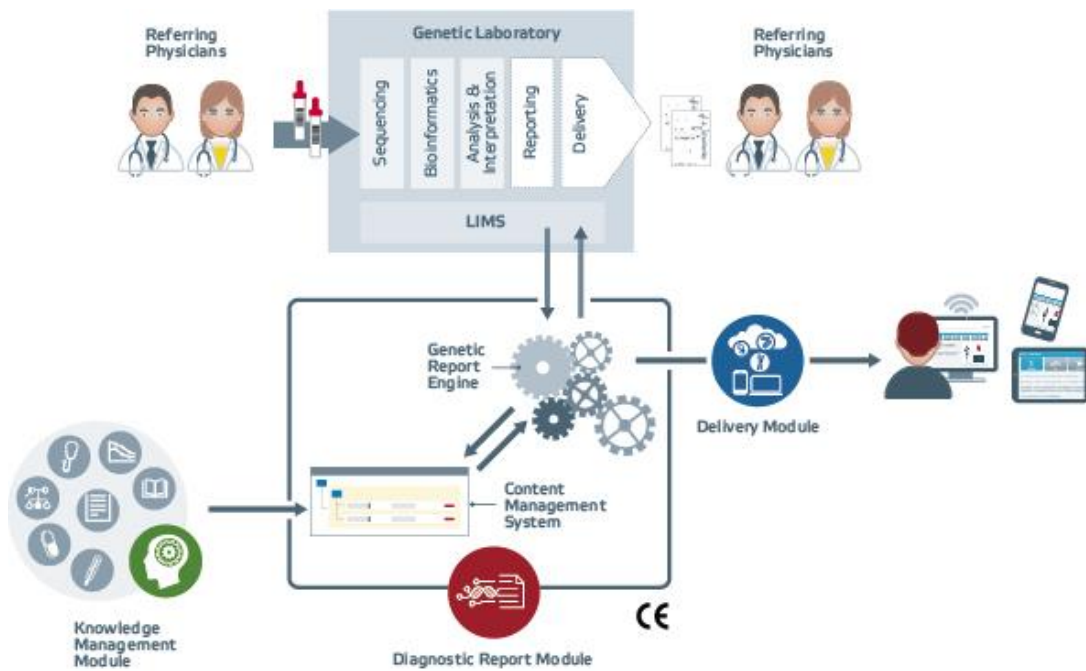 Referring
Physicians
Genetic Laboratory
Referring
Physicians
Sequencing
Bioinformatics
Analysis &
Interpretation
Reporting
Delivery
LIMS
Genetic
Report
Engine
Delivery Module
Content
Management
System
Knowledge
Management
Module
Diagnostic Report Module
CE